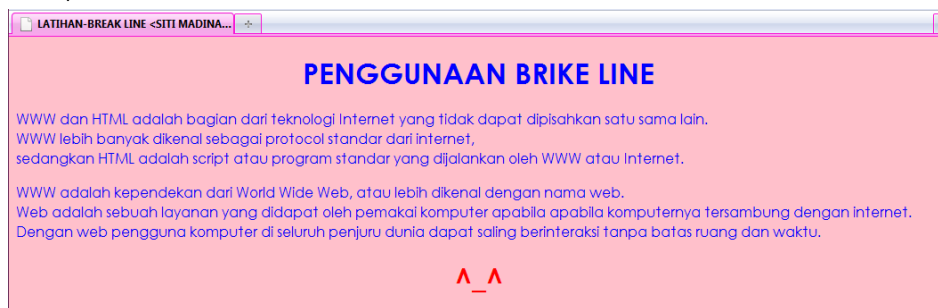 LATIHAN-BREAK LINE <SITI MADINA...
PENGGUNAAN BRIKE LINE
WWW dan HTML adalah bagian dari teknologi Internet yang tidak dapat dipisahkan satu sama lain.
WWW lebih banyak dikenal sebagai protocol standar dari internet,
sedangkan HTML adalah script atau program standar yang dijalankan oleh WWW atau Internet.
WWW adalah kependekan dari World Wide Web, atau lebih dikenal dengan nama web.
Web adalah sebuah layanan yang didapat oleh pemakai komputer apabila apabila komputernya tersambung dengan internet.
Dengan web pengguna komputer di seluruh penjuru dunia dapat saling berinteraksi tanpa batas ruang dan waktu.
^_^